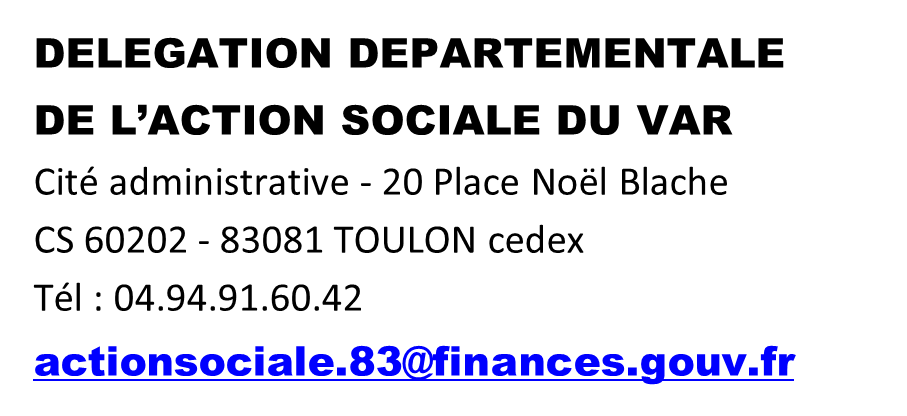 DELEGATION DEPARTEMENTALE
DE L’ACTION SOCIALE DU VAR
Cité administrative - 20 Place Noël Blache
CS 60202 - 83081 TOULON cedex
Tél : 04.94.91.60.42
actionsociale.83@finances.gouv.fr